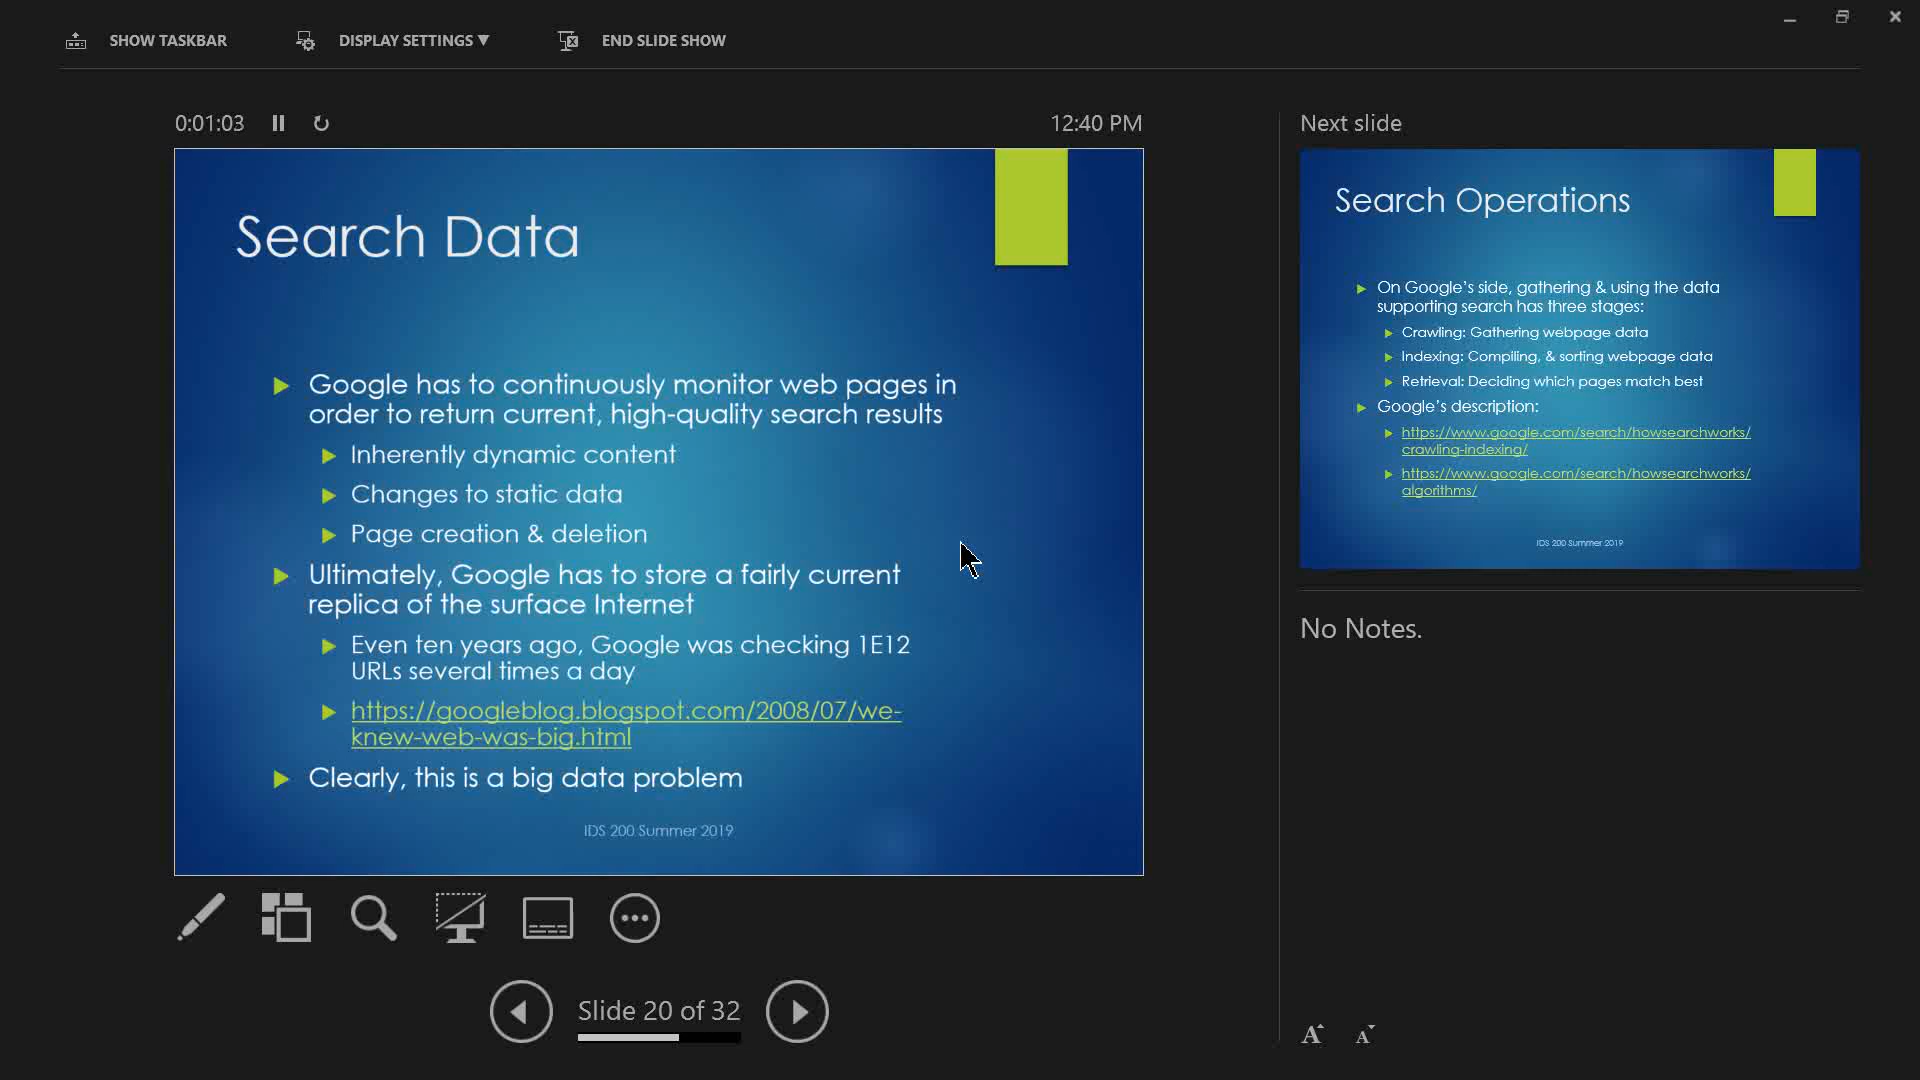 SHOW TASKBAR
DISPLAY SETTINGS ▼
END SLIDE SHOW
0:01:03
12:40 PM
Search Data
Google has to continuously monitor web pages in
order to return current, high-quality search results
Inherently dynamic content
Changes to static data
Page creation & deletion
Ultimately, Google has to store a fairly current
replica of the surface Internet
Even ten years ago, Google was checking 1E12
URLs several times a day
https://googleblog.blogspot.com/2008/07/we-
knew-web-was-big.html
Clearly, this is a big data problem
IDS 200 Summer 2019
Slide 20 of 32
Next slide
Search Operations
On Google's side, gathering & using the data
supporting search has three stages:
Crawling: Gathering webpage data
Indexing: Compiling, & sorting webpage data
Retrieval: Deciding which pages match best
Google's description:
https://www.google.com/search/howsearchworks/
crawling-indexing/
https://www.google.com/search/howsearchworks/
algorithms/
IDS 200 Summer 2019
No Notes.
A A